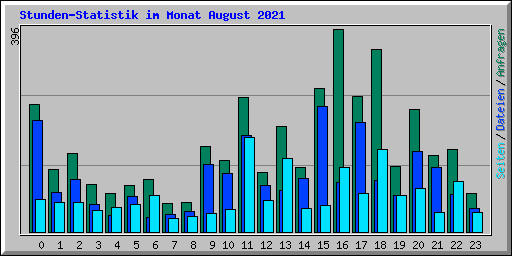 Stunden-Statistik im Monat August 2021
396
Seiten / Dateien / Anfragen
0 1 2 3 4 5 6 7 8 9 10 11 12 13 14 15 16 17 18 19 20 21 22 23